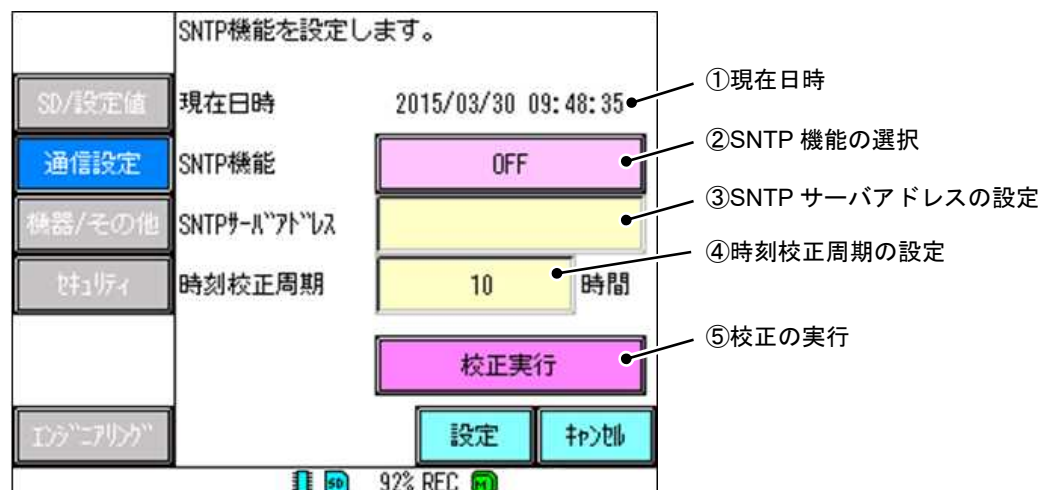 SNTP機能を設定します。
①現在日時
SD/設定値 現在日時 2015/03/30 09:48:35
②SNTP 機能の選択
通信設定 SNTP機能 OFF
③SNTP サーバアドレスの設定
機器/その他 SNTPｻｰﾊﾞｱﾄﾞﾚｽ
④時刻校正周期の設定
ｾｷｭﾘﾃｨ 時刻校正周期 10 時間
⑤校正の実行
校正実行
ｴﾝｼﾞﾆｱﾘﾝｸﾞ 設定 ｷｬﾝｾﾙ
SD 92% REC M